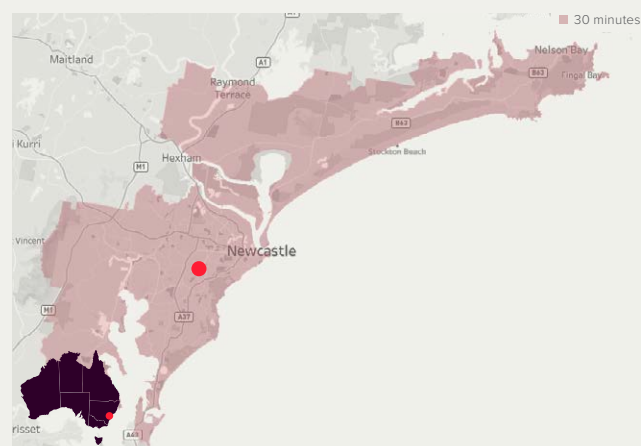 30 minutes
A1
Maitland
Nelson Bay
B63
Fingal Bay
Raymond
Terrace
B63
i Kurri
Hexham
Stockton Beach
M1
Vincent
Newcastle
M1
A37
risset
A43